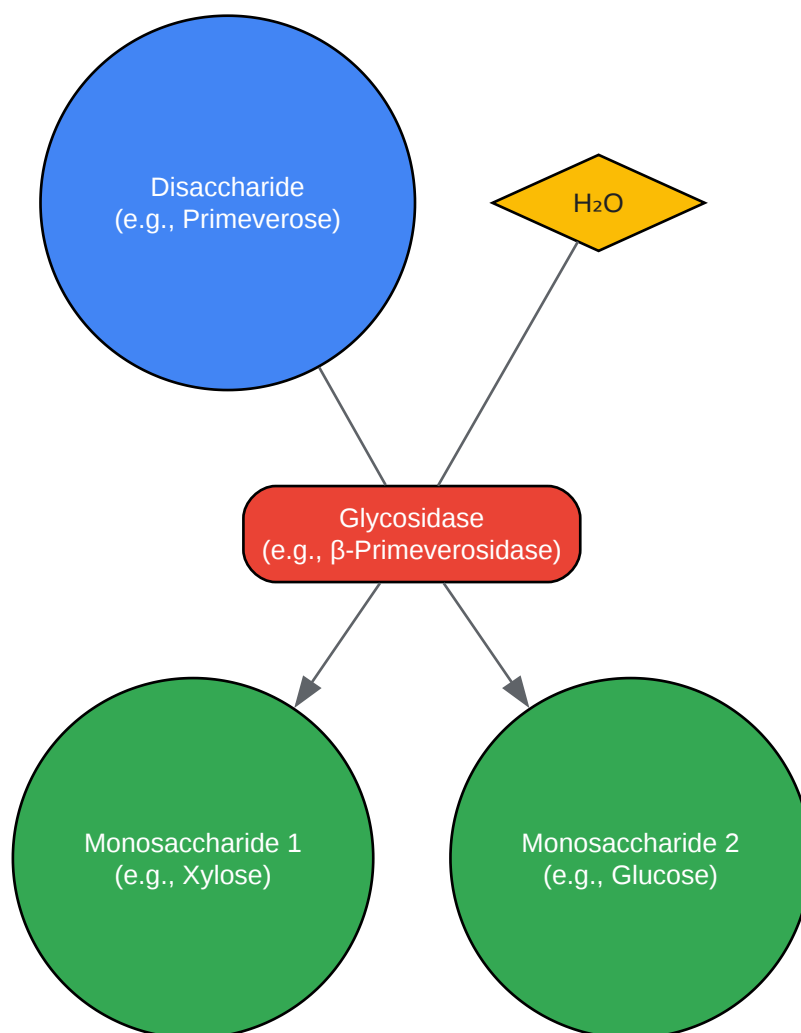 Disaccharide
(e.g., Primeverose)
H₂O
Glycosidase
(e.g., β-Primeverosidase)
Monosaccharide 1
(e.g., Xylose)
Monosaccharide 2
(e.g., Glucose)